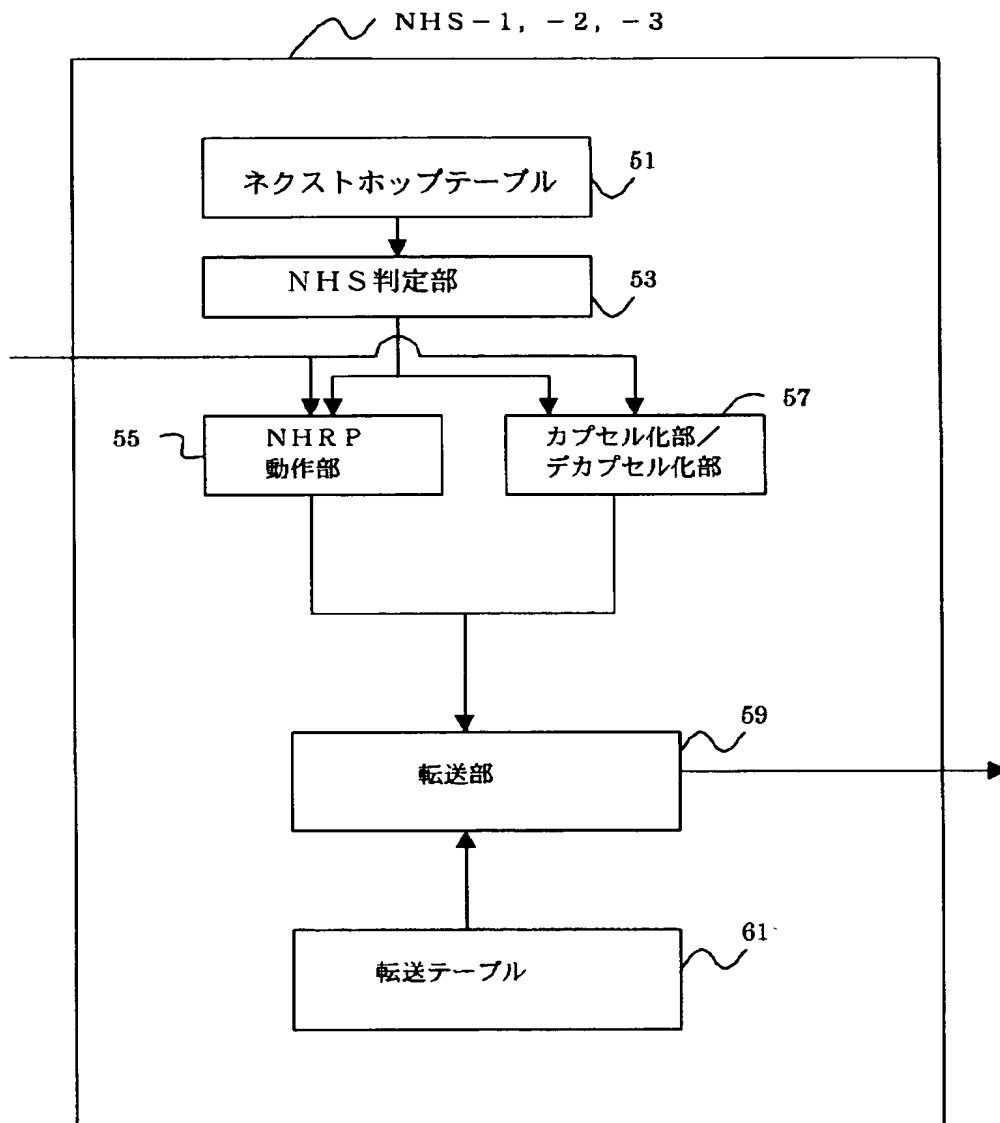 NHS-1, -2, -3
51
ネクストホップテーブル
NHS判定部
53
57
55
NHRP
動作部
カプセル化部/
デカプセル化部
59
転送部
61
転送テーブル